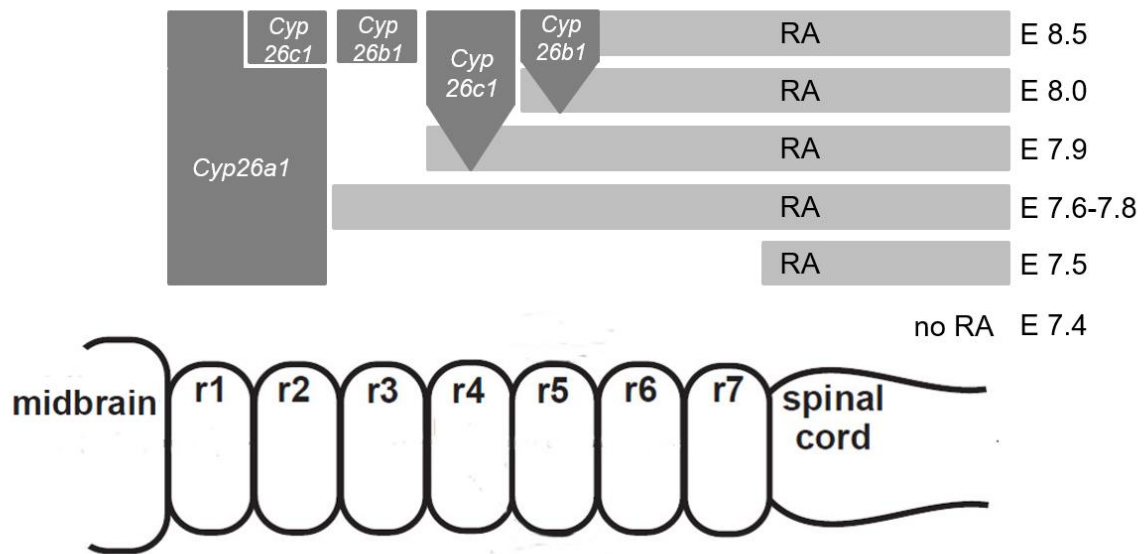 Cyp
26c1
Cyp
26b1
Cyp
26c1
Cyp
26b1
RA
E 8.5
RA
E 8.0
Cyp26a1
RA
E 7.9
RA
E 7.6-7.8
RA
E 7.5
no RA
E 7.4
midbrain
r1
r2
r3
r4
r5
r6
r7
spinal
cord